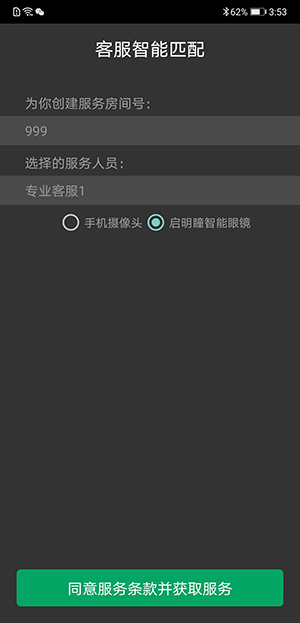 62% 3:53
客服智能匹配
为你创建服务房间号：
999
选择的服务人员：
专业客服1
手机摄像头 启明瞳智能眼镜
同意服务条款并获取服务